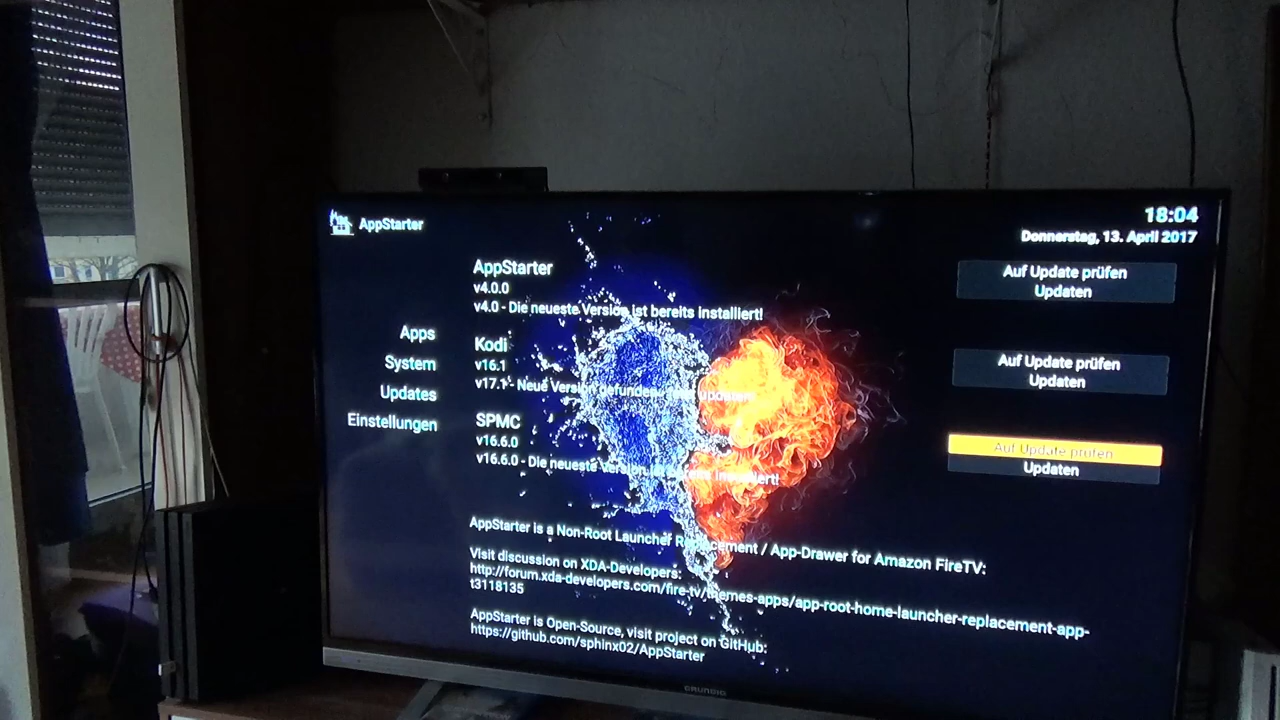 AppStarter
18:04
Donnerstag, 13. April 2017
Apps
System
Updates
Einstellungen
AppStarter
v4.0.0
v4.0 - Die neueste Version ist bereits installiert!
Auf Update prüfen
Updaten
Kodi
v16.1
v17.1 - Neue Version gefunden, updaten!
Auf Update prüfen
Updaten
SPMC
v16.6.0
v16.6.0 - Die neueste Version ist bereits installiert!
Auf Update prüfen
Updaten
AppStarter is a Non-Root Launcher Replacement / App-Drawer for Amazon FireTV:
Visit discussion on XDA-Developers:
http://forum.xda-developers.com/fire-tv/themes-apps/app-root-home-launcher-replacement-app-
t3118135
AppStarter is Open-Source, visit project on GitHub:
https://github.com/sphinx02/AppStarter
GRUNDIG